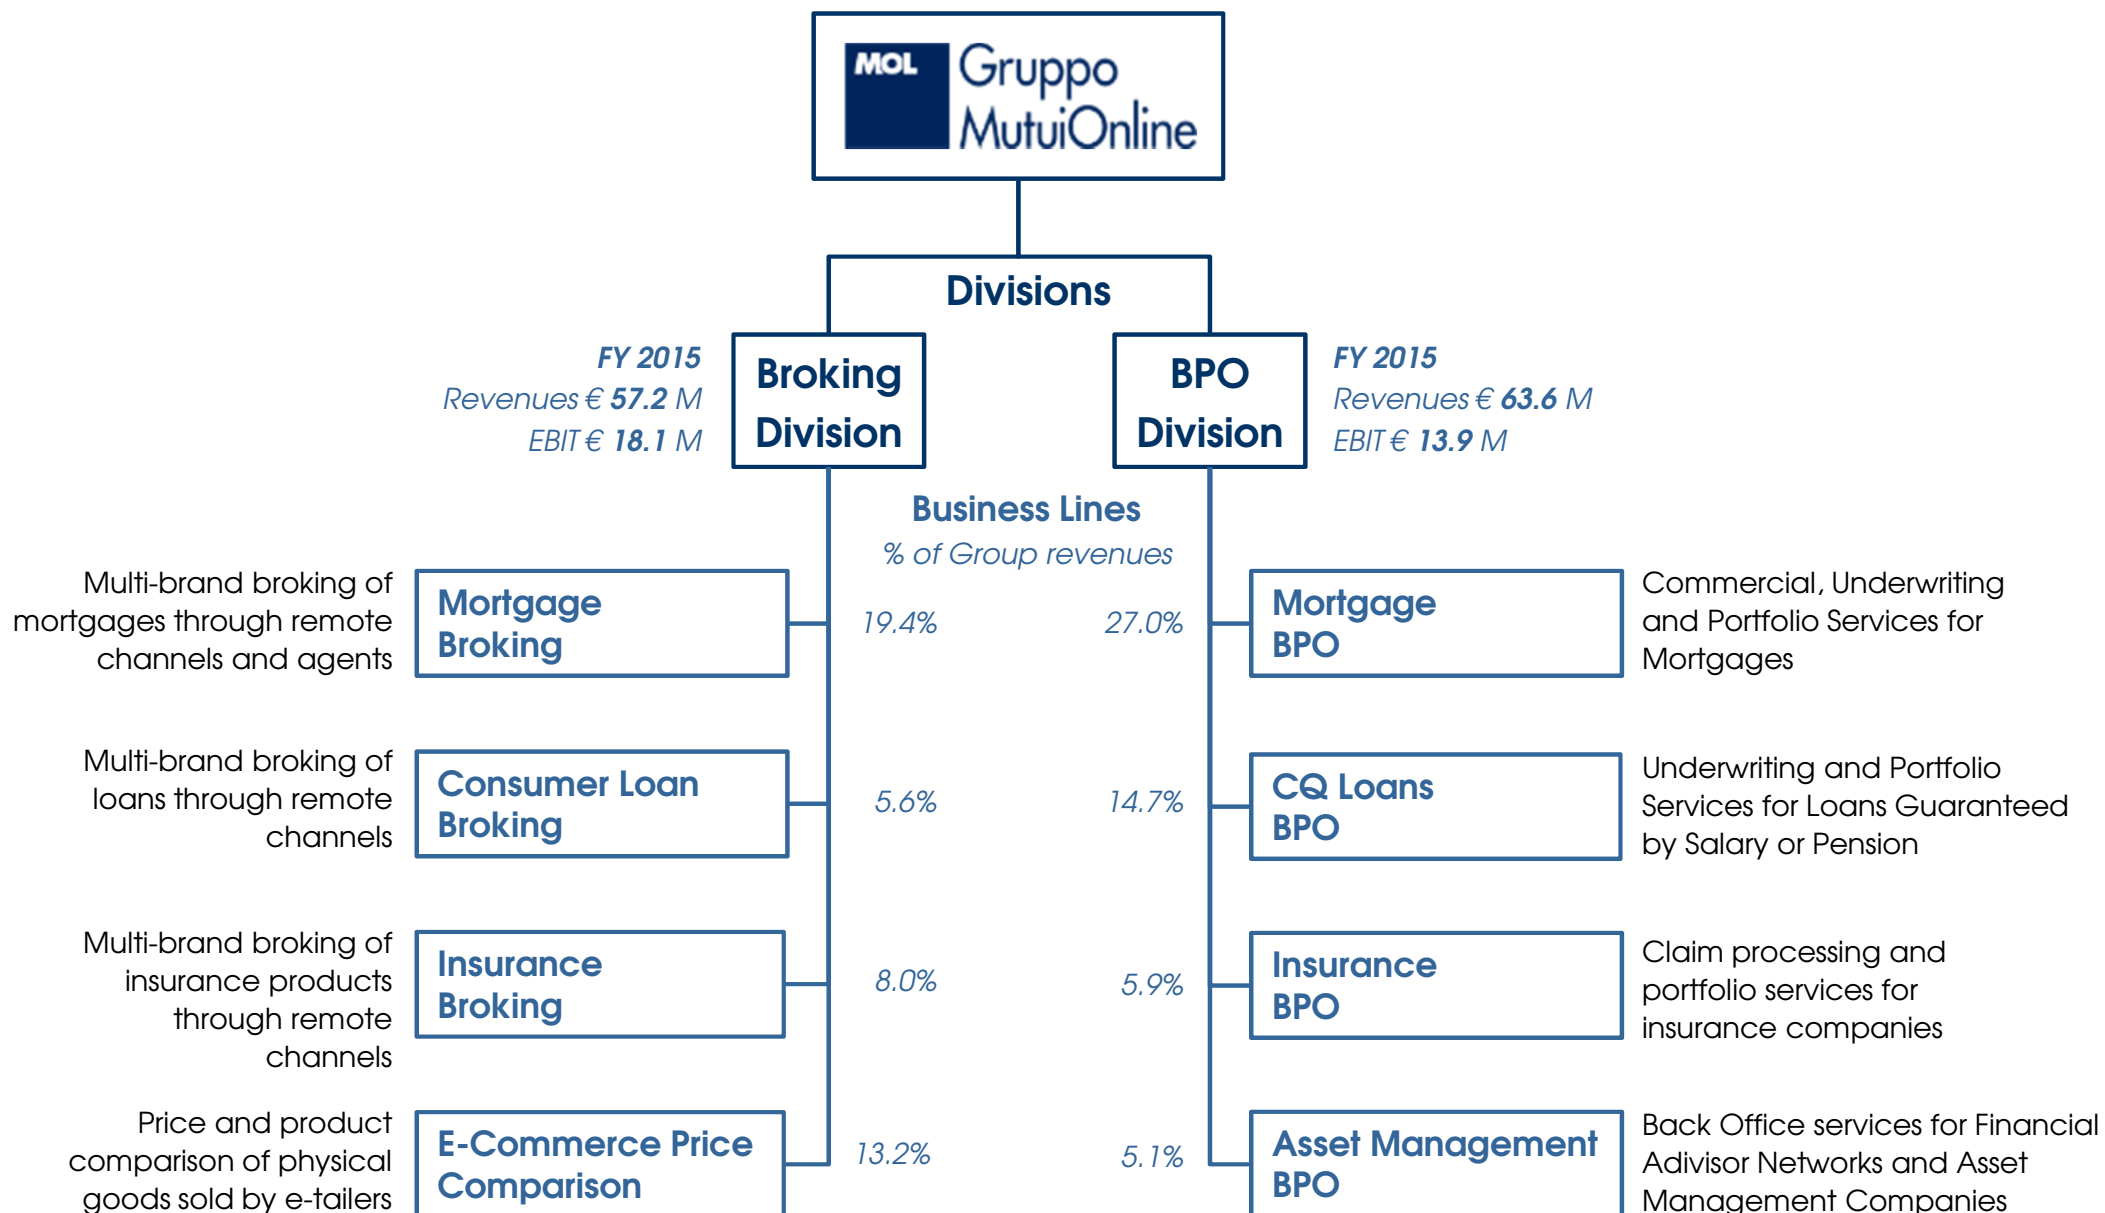 MOL
Gruppo
MutuiOnline
Divisions
FY 2015
Revenues € 57.2 M
EBIT € 18.1 M
Broking
Division
BPO
Division
FY 2015
Revenues € 63.6 M
EBIT € 13.9 M
Business Lines
% of Group revenues
Multi-brand broking of
mortgages through remote
channels and agents
Mortgage
Broking
19.4%
27.0%
Mortgage
BPO
Commercial, Underwriting
and Portfolio Services for
Mortgages
Multi-brand broking of
loans through remote
channels
Consumer Loan
Broking
5.6%
14.7%
CQ Loans
BPO
Underwriting and Portfolio
Services for Loans Guaranteed
by Salary or Pension
Multi-brand broking of
insurance products
through remote
channels
Insurance
Broking
8.0%
5.9%
Insurance
BPO
Claim processing and
portfolio services for
insurance companies
Price and product
comparison of physical
goods sold by e-tailers
E-Commerce Price
Comparison
13.2%
5.1%
Asset Management
BPO
Back Office services for Financial
Adivisor Networks and Asset
Management Companies